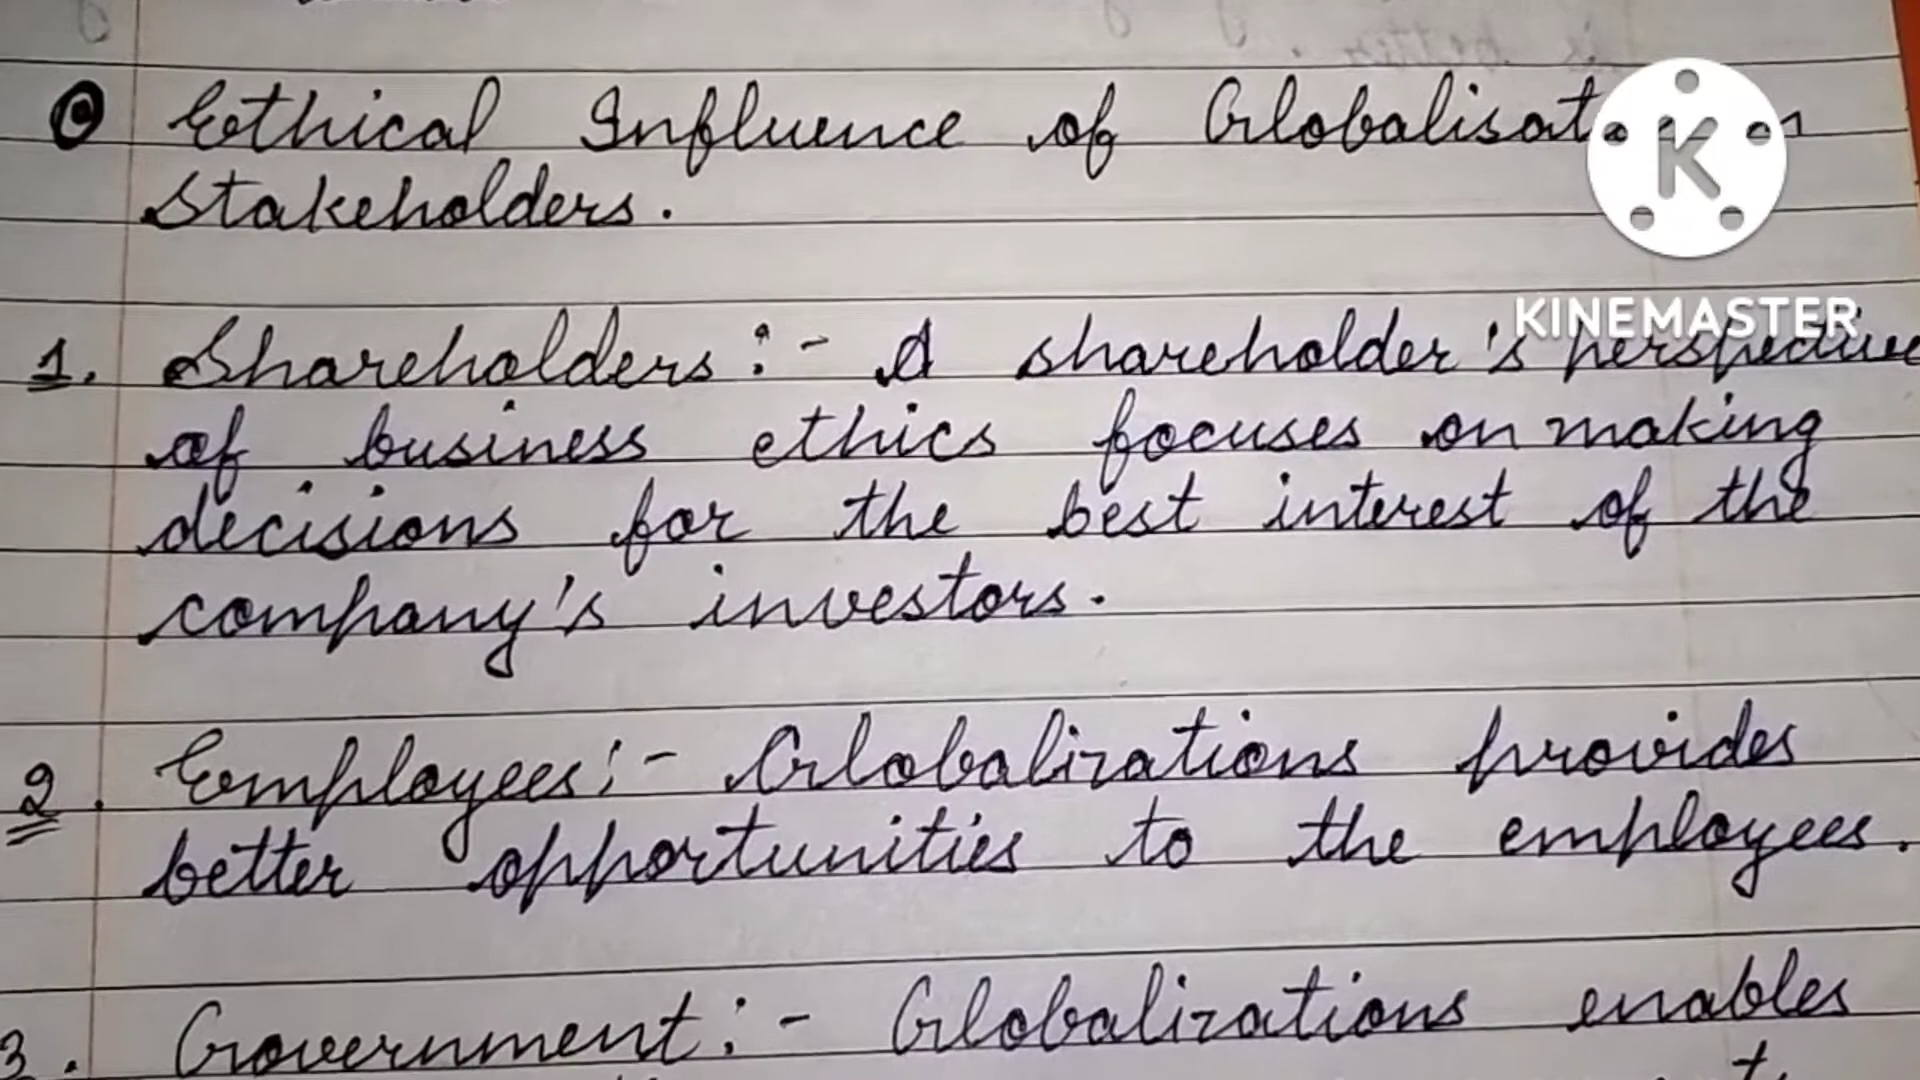 Ethical Influence of Globalisat
Stakeholders.
KINEMASTER
1. Shareholders :- A shareholder's perspective
of business ethics focuses on making
decisions for the best interest of the
company's investors.
2. Employees :- Globalizations provides
better opportunities to the employees.
3. Government :- Globalizations enables